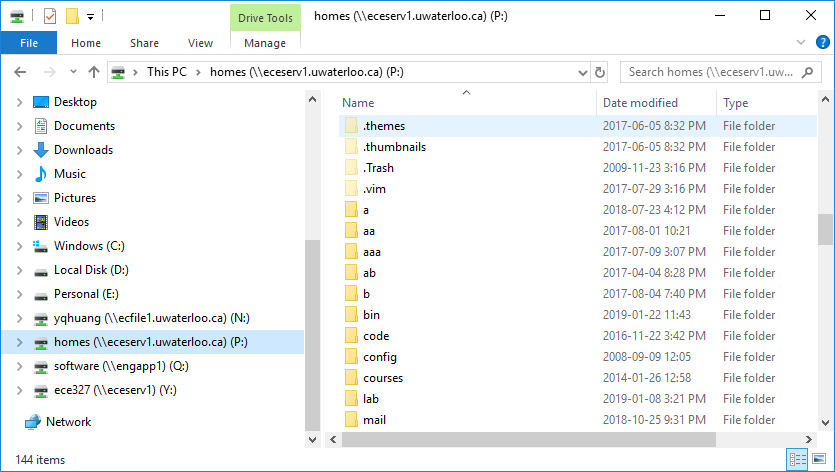 Drive Tools homes (\\eceserv1.uwaterloo.ca) (P:)
File Home Share View Manage
This PC homes (\\eceserv1.uwaterloo.ca) (P:) Search homes (\\eceserv1.uw...
Name Date modified Type
Desktop
Documents
Downloads
Music
Pictures
Videos
Windows (C:)
Local Disk (D:)
Personal (E:)
yqhuang (\\ecfile1.uwaterloo.ca) (N:)
homes (\\eceserv1.uwaterloo.ca) (P:)
software (\\engapp1) (Q:)
ece327 (\\eceserv1) (Y:)
Network
.themes 2017-06-05 8:32 PM File folder
.thumbnails 2017-06-05 8:32 PM File folder
.Trash 2009-11-23 3:16 PM File folder
.vim 2017-07-29 3:16 PM File folder
a 2018-07-23 4:12 PM File folder
aa 2017-08-01 10:21 File folder
aaa 2017-07-09 3:07 PM File folder
ab 2017-04-04 8:28 PM File folder
b 2017-08-04 7:40 PM File folder
bin 2019-01-22 11:43 File folder
code 2016-11-22 3:42 PM File folder
config 2008-09-09 12:05 File folder
courses 2014-01-26 12:58 File folder
lab 2019-01-08 3:21 PM File folder
mail 2018-10-25 9:31 PM File folder
144 items